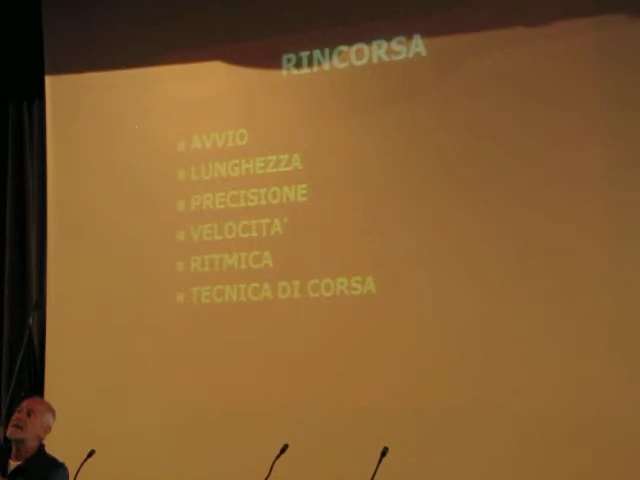 RINCORSA
AVVIO
LUNGHEZZA
PRECISIONE
VELOCITA'
RITMICA
TECNICA DI CORSA